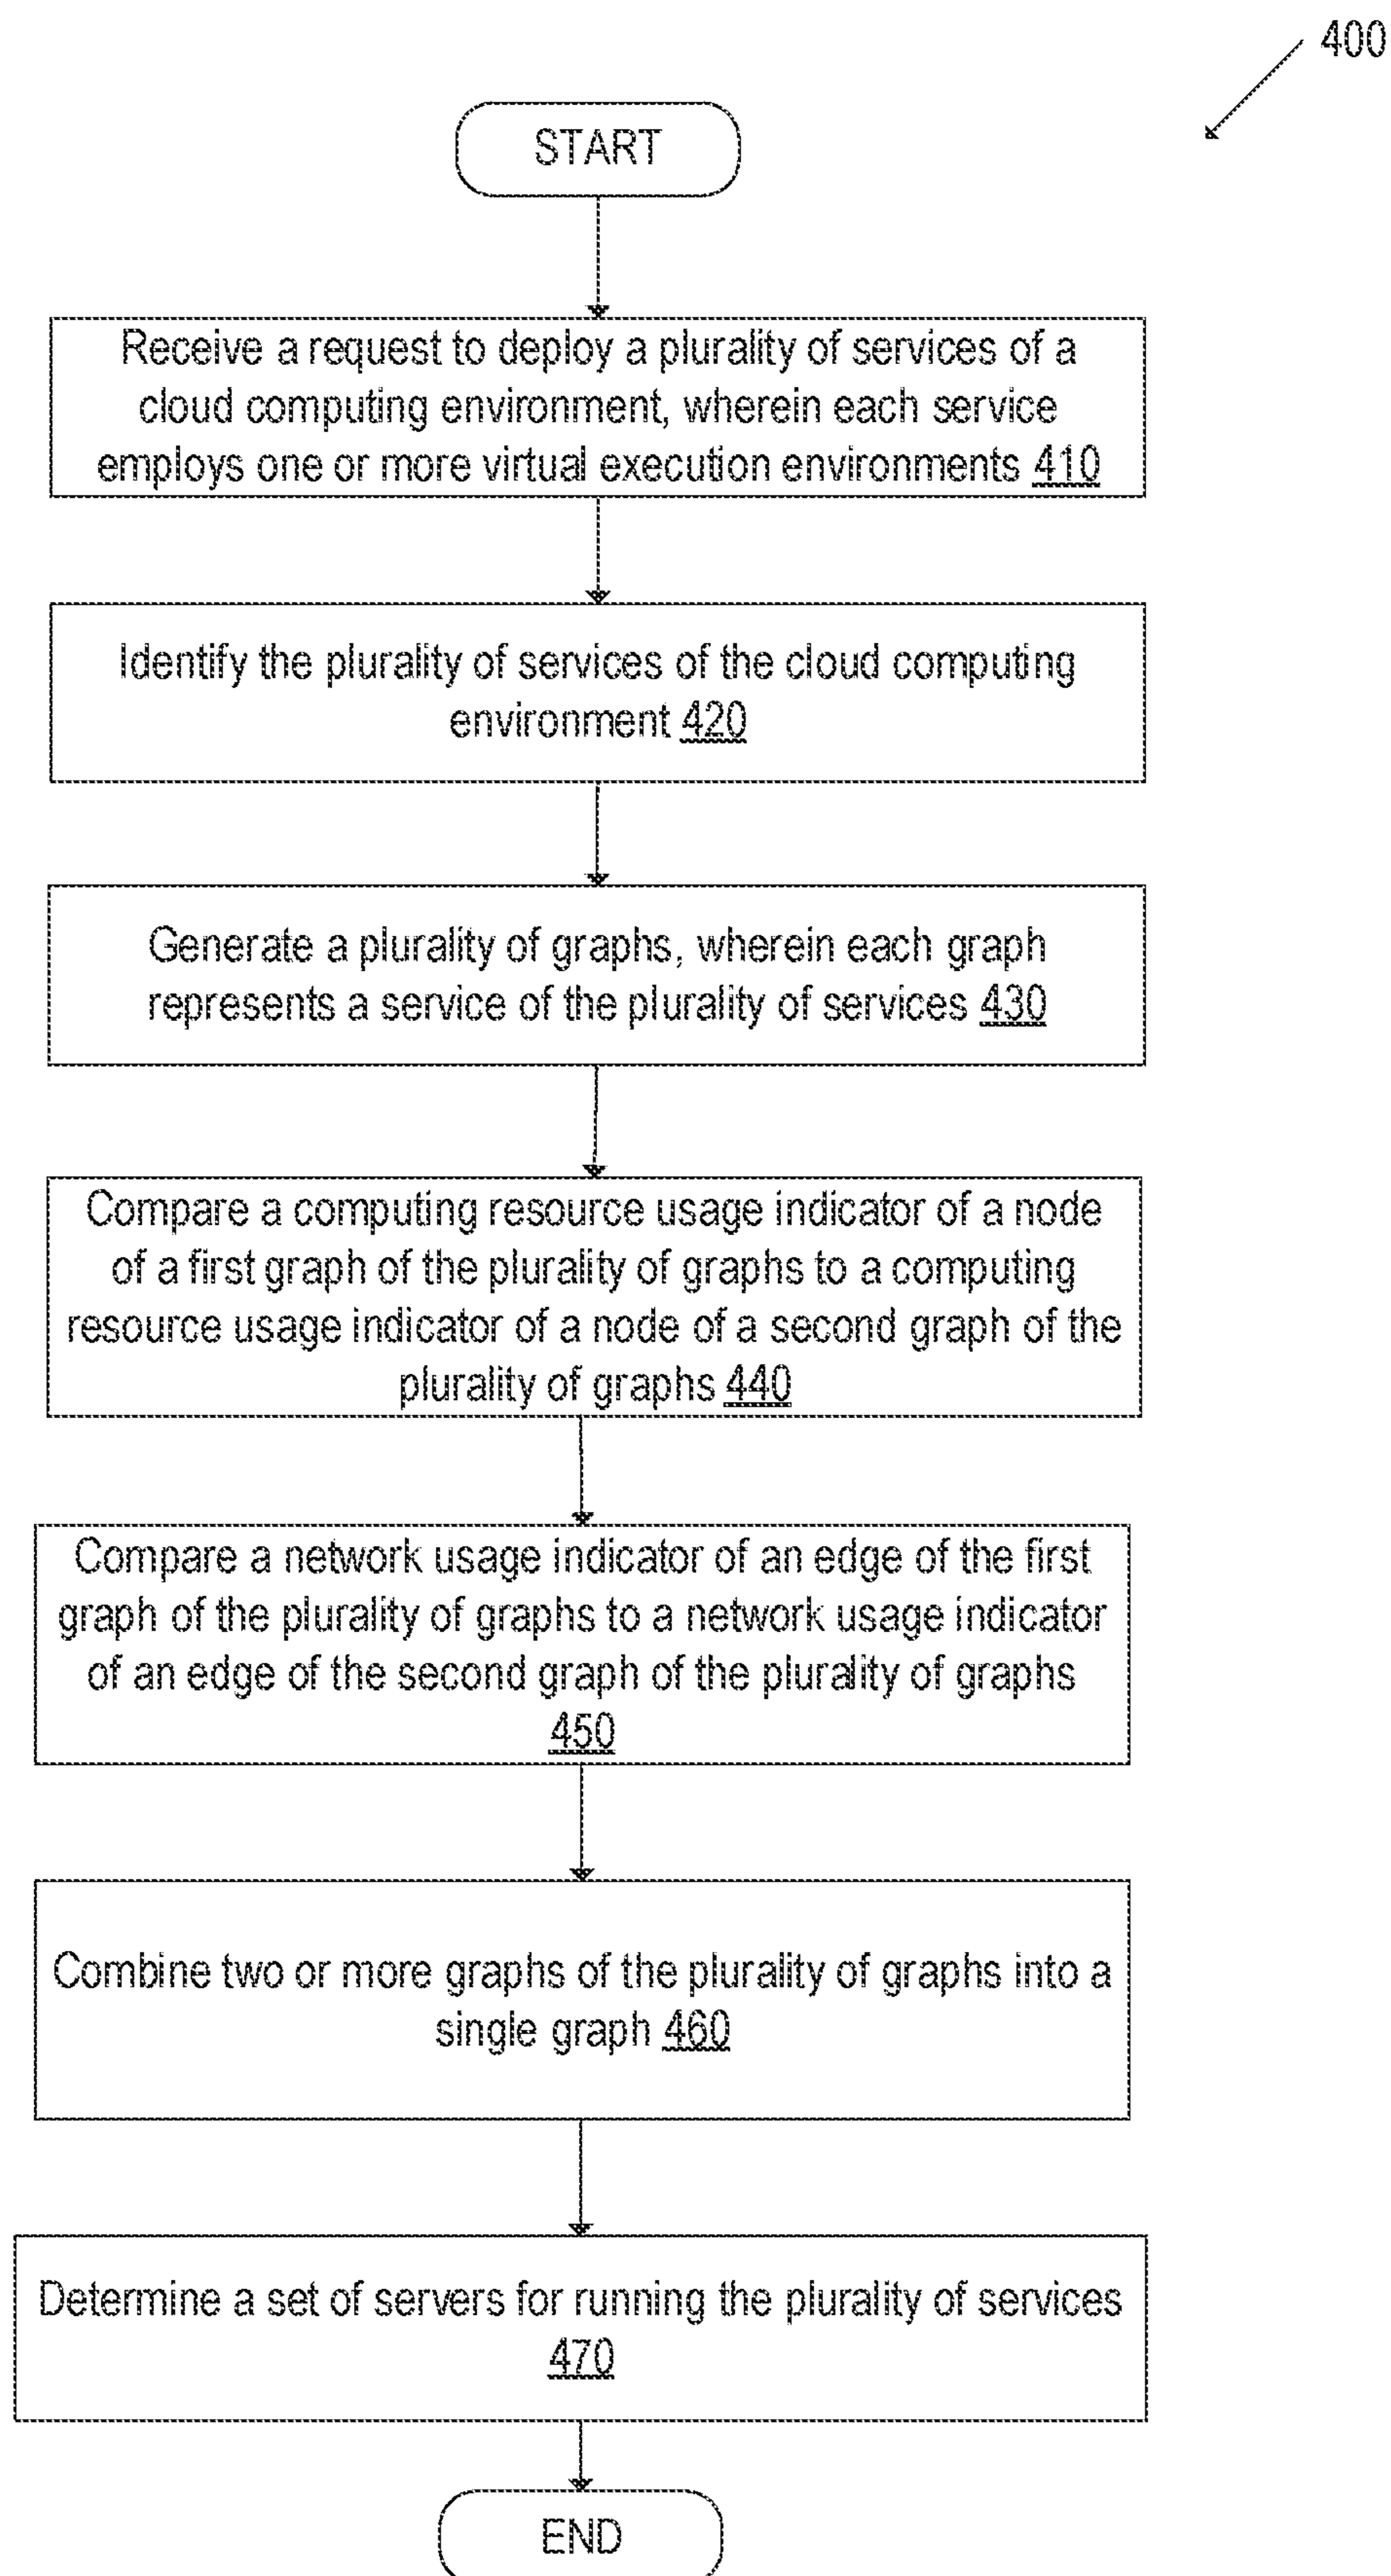 400
START
Receive a request to deploy a plurality of services of a
cloud computing environment, wherein each service
employs one or more virtual execution environments 410
Identify the plurality of services of the cloud computing
environment 420
Generate a plurality of graphs, wherein each graph
represents a service of the plurality of services 430
Compare a computing resource usage indicator of a node
of a first graph of the plurality of graphs to a computing
resource usage indicator of a node of a second graph of the
plurality of graphs 440
Compare a network usage indicator of an edge of the first
graph of the plurality of graphs to a network usage indicator
of an edge of the second graph of the plurality of graphs
450
Combine two or more graphs of the plurality of graphs into a
single graph 460
Determine a set of servers for running the plurality of services
470
END